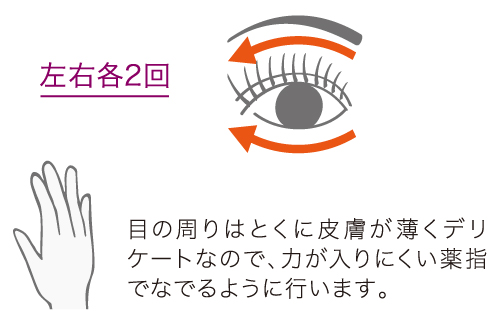 左右各2回
目の周りはとくに皮膚が薄くデリ
ケートなので、力が入りにくい薬指
でなでるように行います。